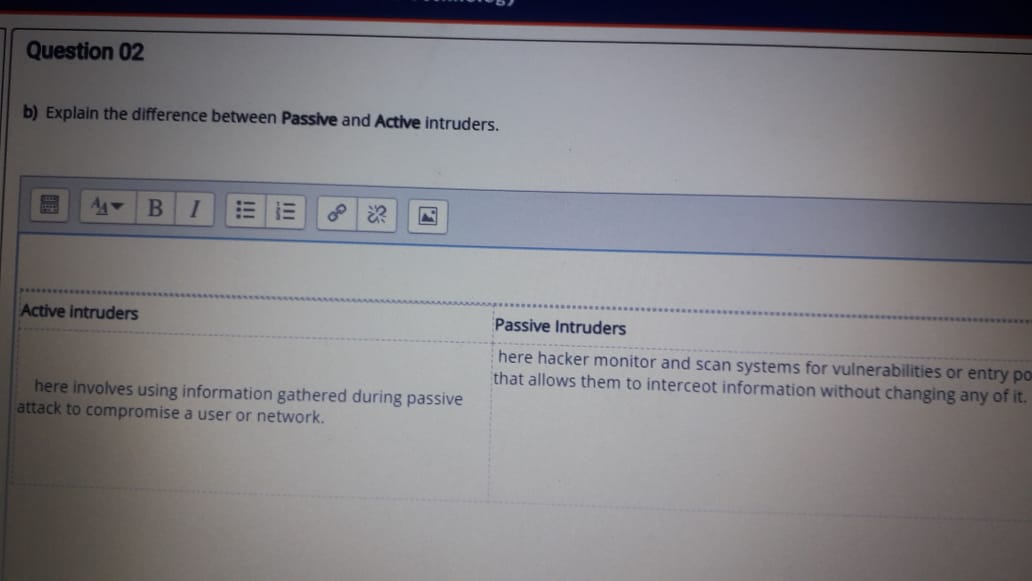 Question 02
b) Explain the difference between Passive and Active intruders.
B I
Active intruders
Passive Intruders
here involves using information gathered during passive
attack to compromise a user or network.
here hacker monitor and scan systems for vulnerabilities or entry po
that allows them to interceot information without changing any of it.